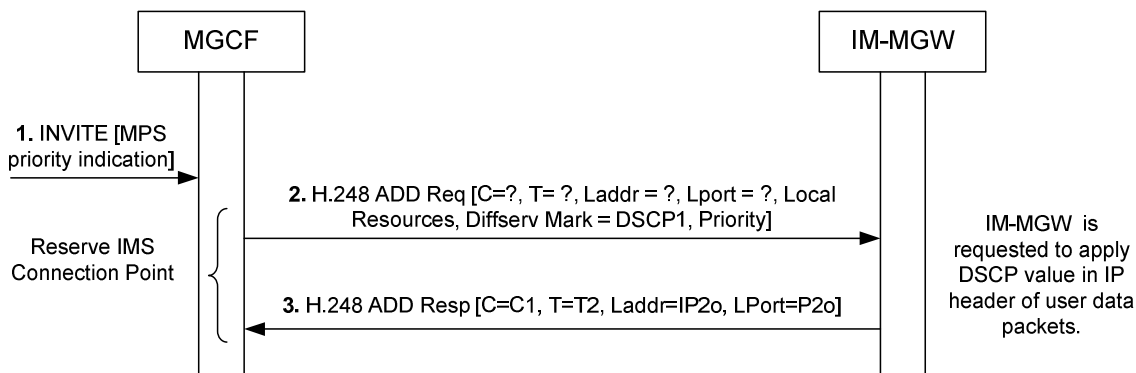 MGCF
IM-MGW
1. INVITE [MPS
priority indication]
2. H.248 ADD Req [C=?, T= ?, Laddr = ?, Lport = ?, Local
Resources, Diffserv Mark = DSCP1, Priority]
Reserve IMS
Connection Point
IM-MGW is
requested to apply
DSCP value in IP
header of user data
packets.
3. H.248 ADD Resp [C=C1, T=T2, Laddr=IP2o, LPort=P2o]